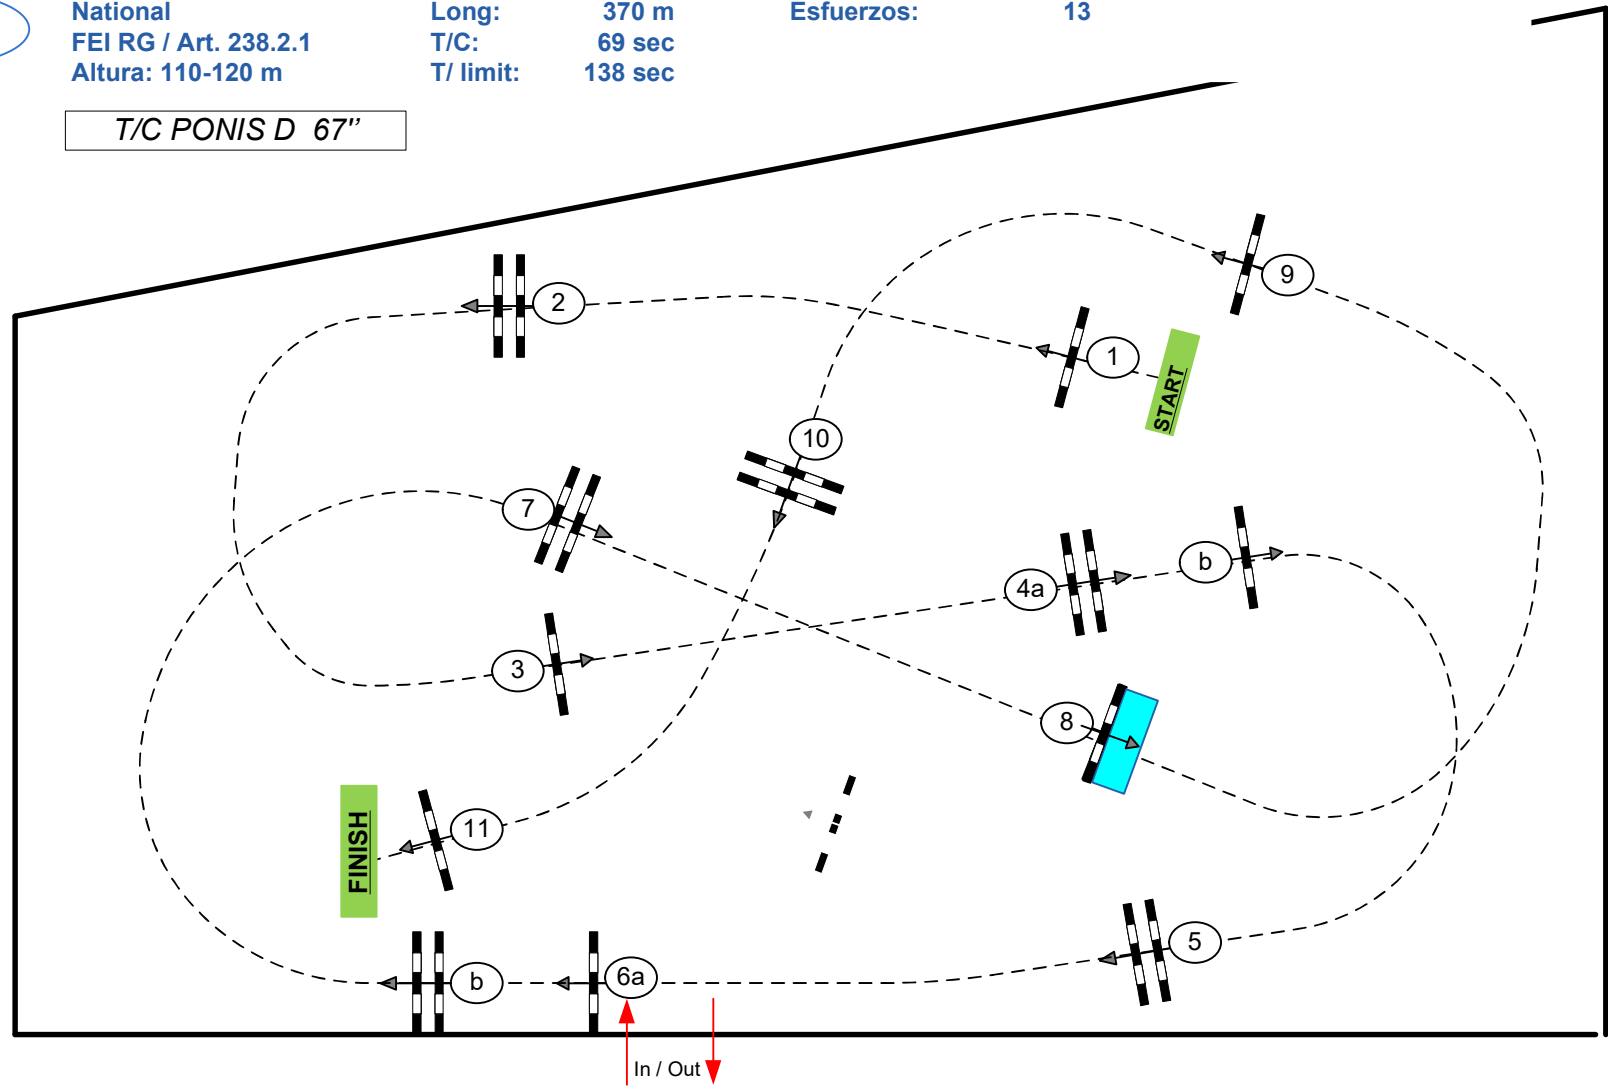 National Long: 370 m Esfuerzos: 13
FEI RG / Art. 238.2.1 T/C: 69 sec
Altura: 110-120 m T/ limit: 138 sec
T/C PONIS D 67''
9
2
1
START
10
7
b
4a
3
8
11
FINISH
5
6a
b
In / Out